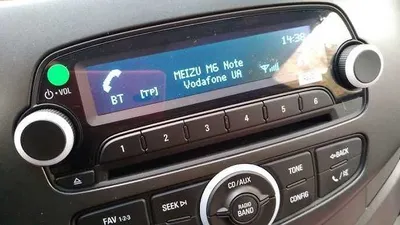 14:38
MEIZU M6 Note
Vodafone UA
BT [TP]
-VOL
1 2 3 4 5 6
BACK
CD/AUX
TONE
/RE
SEEK
RADIO
BAND
CONFIG
FAV 1-2-3